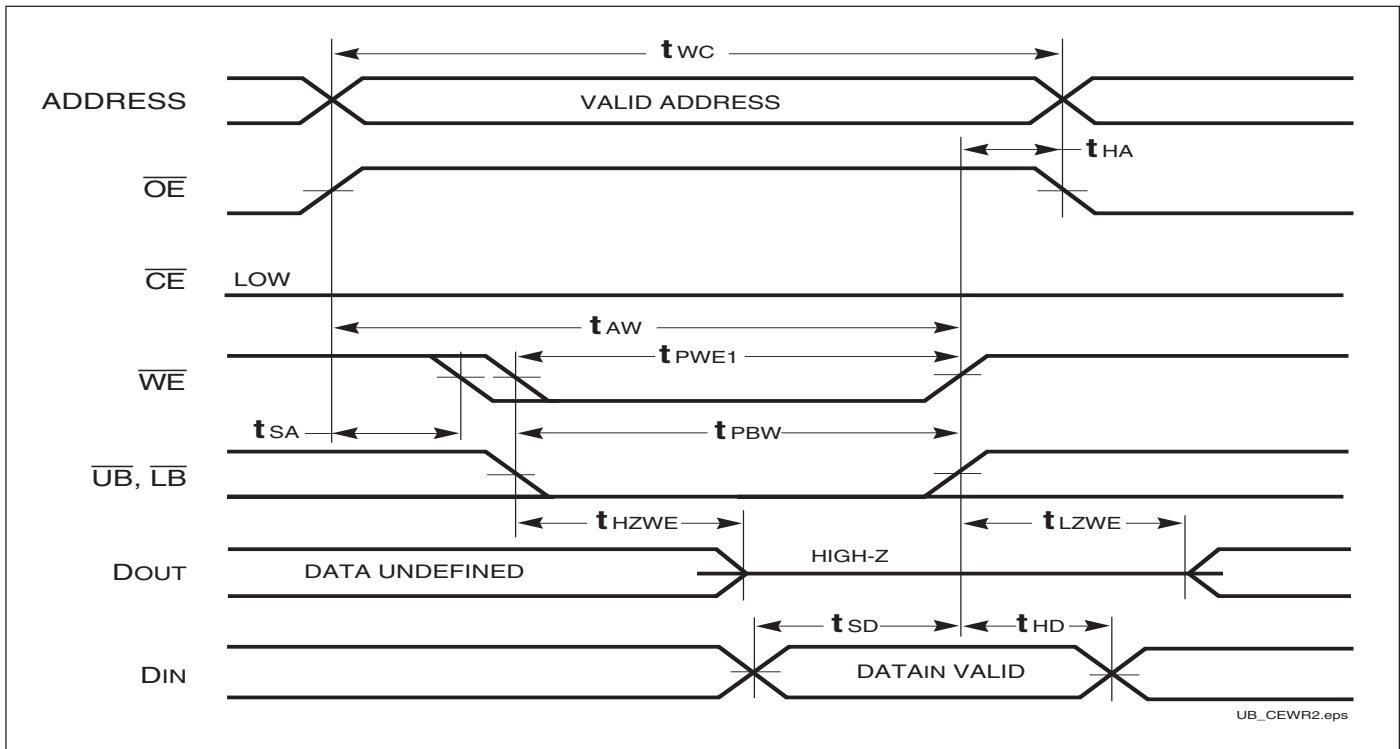 tWC
ADDRESS
VALID ADDRESS
tHA
OE
CE
LOW
tAW
tPWE1
WE
tSA
tPBW
UB, LB
tHZWE
tLZWE
DOUT
DATA UNDEFINED
HIGH-Z
tSD
tHD
DIN
DATAIN VALID
UB_CEWR2.eps